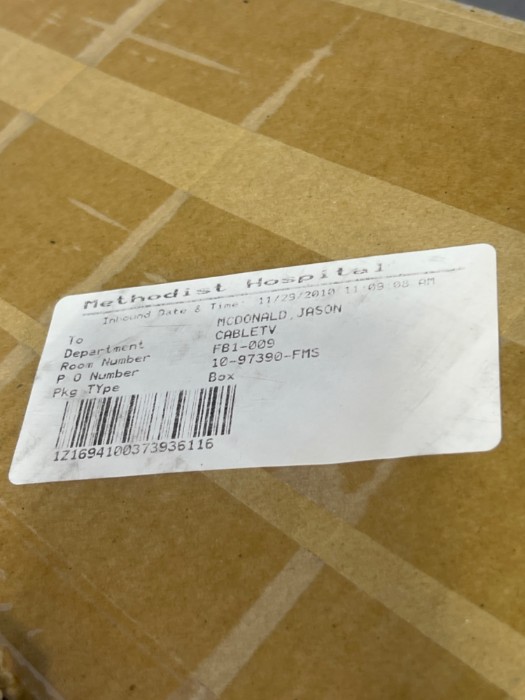 Methodist Hospital
Inbound Date & Time: 11/29/2010 11:09:08 AM
To MCDONALD, JASON
Department CABLETV
Room Number FB1-009
P O Number 10-97390-FMS
Pkg TYpe Box
1Z1694100373936116